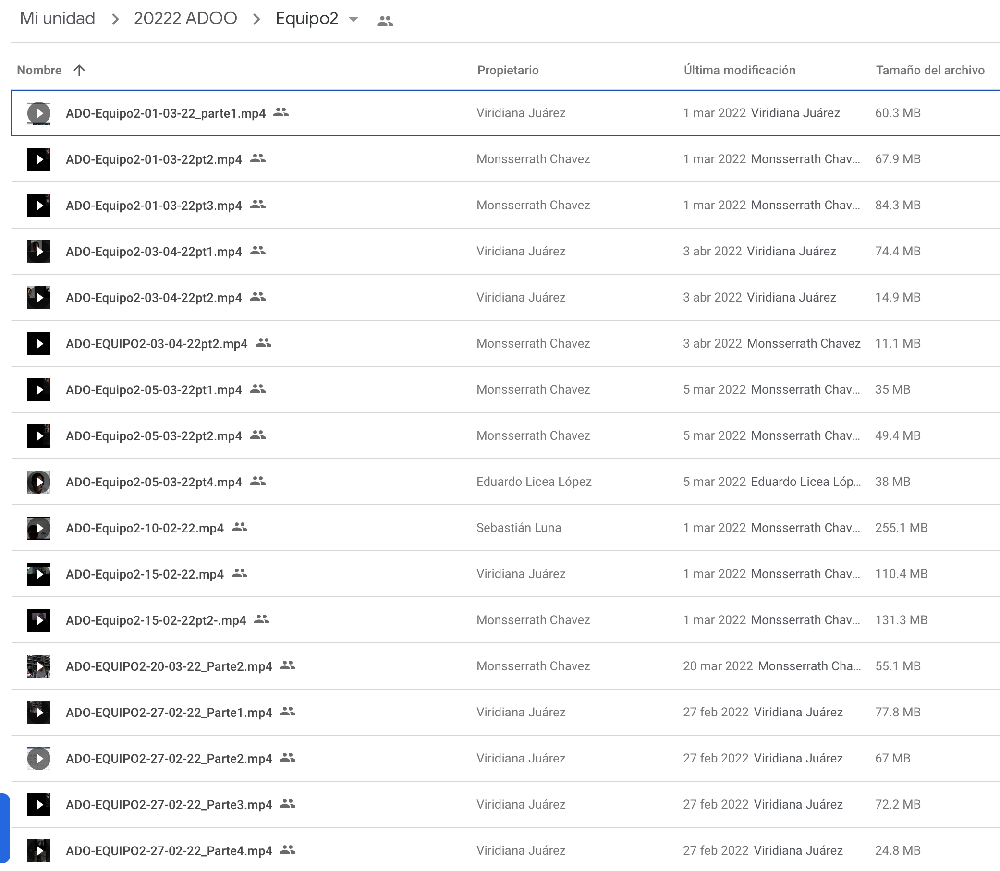 Mi unidad > 20222 ADOO > Equipo2
Nombre Propietario Última modificación Tamaño del archivo
ADO-Equipo2-01-03-22_parte1.mp4 Viridiana Juárez 1 mar 2022 Viridiana Juárez 60.3 MB
ADO-Equipo2-01-03-22pt2.mp4 Monsserrath Chavez 1 mar 2022 Monsserrath Chav... 67.9 MB
ADO-Equipo2-01-03-22pt3.mp4 Monsserrath Chavez 1 mar 2022 Monsserrath Chav... 84.3 MB
ADO-Equipo2-03-04-22pt1.mp4 Viridiana Juárez 3 abr 2022 Viridiana Juárez 74.4 MB
ADO-Equipo2-03-04-22pt2.mp4 Viridiana Juárez 3 abr 2022 Viridiana Juárez 14.9 MB
ADO-EQUIPO2-03-04-22pt2.mp4 Monsserrath Chavez 3 abr 2022 Monsserrath Chavez 11.1 MB
ADO-Equipo2-05-03-22pt1.mp4 Monsserrath Chavez 5 mar 2022 Monsserrath Chav... 35 MB
ADO-Equipo2-05-03-22pt2.mp4 Monsserrath Chavez 5 mar 2022 Monsserrath Chav... 49.4 MB
ADO-Equipo2-05-03-22pt4.mp4 Eduardo Licea López 5 mar 2022 Eduardo Licea Lóp... 38 MB
ADO-Equipo2-10-02-22.mp4 Sebastián Luna 1 mar 2022 Monsserrath Chav... 255.1 MB
ADO-Equipo2-15-02-22.mp4 Viridiana Juárez 1 mar 2022 Monsserrath Chav... 110.4 MB
ADO-Equipo2-15-02-22pt2-.mp4 Monsserrath Chavez 1 mar 2022 Monsserrath Chav... 131.3 MB
ADO-EQUIPO2-20-03-22_Parte2.mp4 Monsserrath Chavez 20 mar 2022 Monsserrath Cha... 55.1 MB
ADO-EQUIPO2-27-02-22_Parte1.mp4 Viridiana Juárez 27 feb 2022 Viridiana Juárez 77.8 MB
ADO-EQUIPO2-27-02-22_Parte2.mp4 Viridiana Juárez 27 feb 2022 Viridiana Juárez 67 MB
ADO-EQUIPO2-27-02-22_Parte3.mp4 Viridiana Juárez 27 feb 2022 Viridiana Juárez 72.2 MB
ADO-EQUIPO2-27-02-22_Parte4.mp4 Viridiana Juárez 27 feb 2022 Viridiana Juárez 24.8 MB